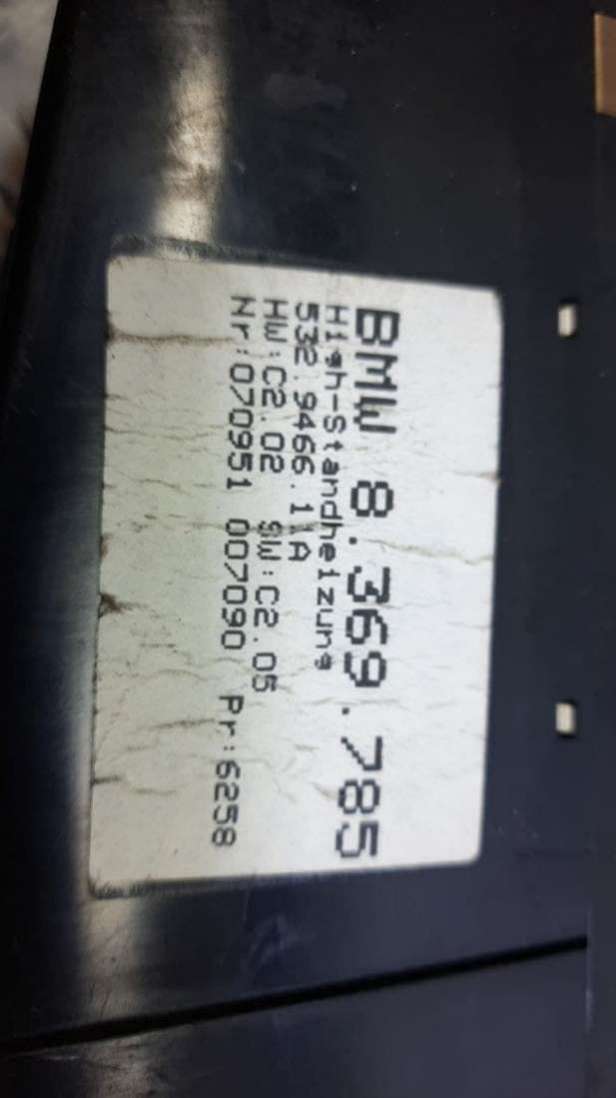 BMW 8.369.785
High-Standheizung
532.9466.11A
HW:C2.02 SW:C2.05
Nr:070951 007090 Pr:6258